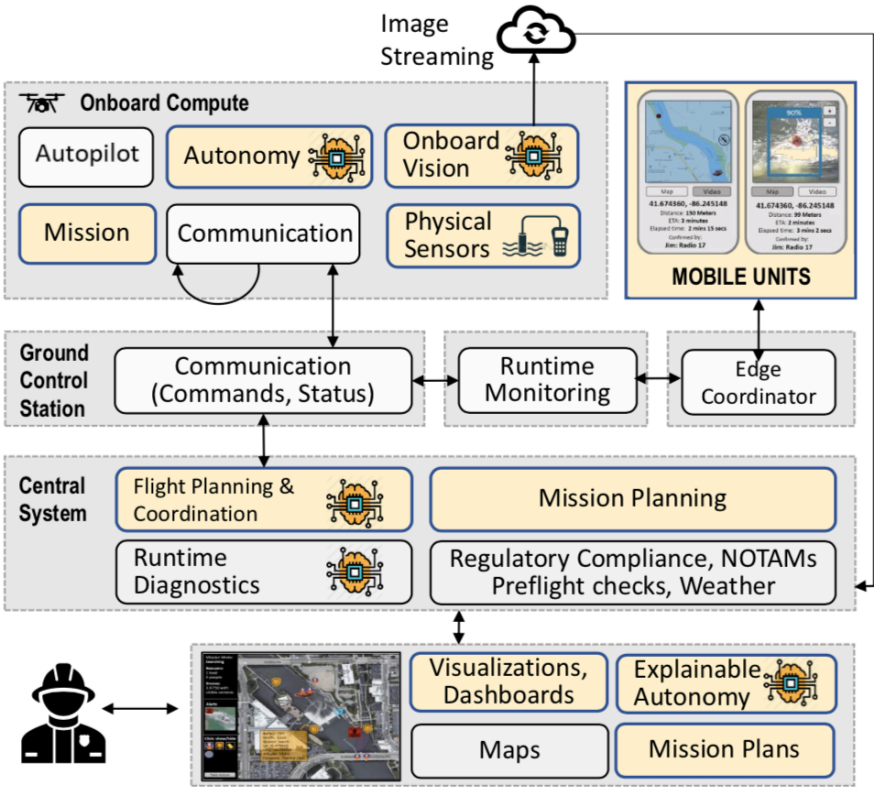 Image
Streaming
Onboard Compute
Autopilot
Autonomy
Onboard
Vision
Mission
Communication
Physical
Sensors
90%
Map
Video
41.674360, -86.245148
Distance: 150 Meters
ETA: 3 minutes
Elapsed time: 2 mins 15 secs
Confirmed by:
Jim: Radio 17
Map
Video
41.674360, -86.245148
Distance: 39 Meters
ETA: 2 minutes
Elapsed time: 3 mins 2 secs
Confirmed by:
Jim: Radio 17
MOBILE UNITS
Ground
Control
Station
Communication
(Commands, Status)
Runtime
Monitoring
Edge
Coordinator
Central
System
Flight Planning &
Coordination
Mission Planning
Runtime
Diagnostics
Regulatory Compliance, NOTAMs
Preflight checks, Weather
Visualizations,
Dashboards
Explainable
Autonomy
Maps
Mission Plans